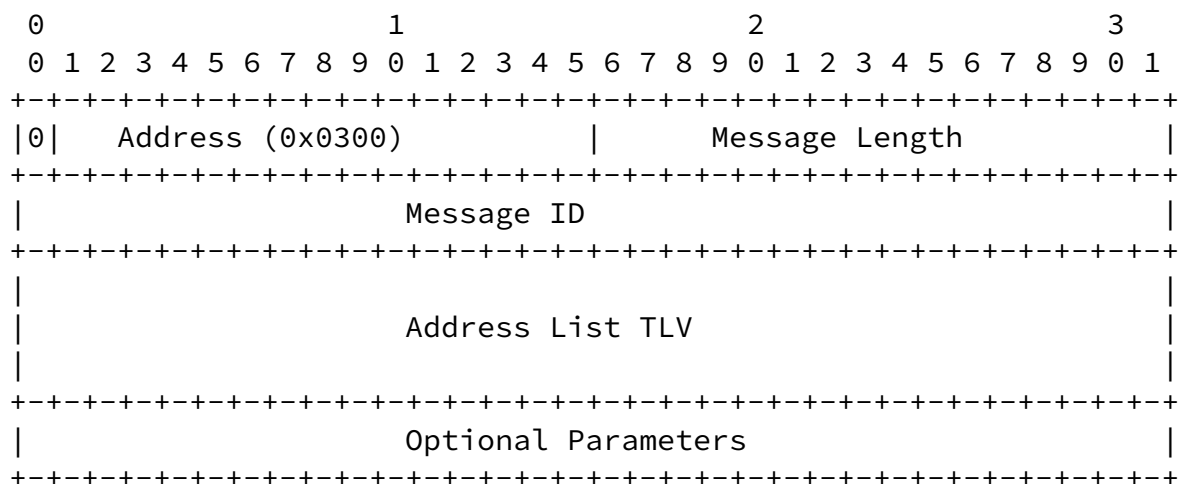 0                   1                   2                   3
 0 1 2 3 4 5 6 7 8 9 0 1 2 3 4 5 6 7 8 9 0 1 2 3 4 5 6 7 8 9 0 1
+-+-+-+-+-+-+-+-+-+-+-+-+-+-+-+-+-+-+-+-+-+-+-+-+-+-+-+-+-+-+-+-+
|0|   Address (0x0300)          |      Message Length           |
+-+-+-+-+-+-+-+-+-+-+-+-+-+-+-+-+-+-+-+-+-+-+-+-+-+-+-+-+-+-+-+-+
|                     Message ID                                |
+-+-+-+-+-+-+-+-+-+-+-+-+-+-+-+-+-+-+-+-+-+-+-+-+-+-+-+-+-+-+-+-+
|                                                               |
|                     Address List TLV                          |
|                                                               |
+-+-+-+-+-+-+-+-+-+-+-+-+-+-+-+-+-+-+-+-+-+-+-+-+-+-+-+-+-+-+-+-+
|                     Optional Parameters                       |
+-+-+-+-+-+-+-+-+-+-+-+-+-+-+-+-+-+-+-+-+-+-+-+-+-+-+-+-+-+-+-+-+